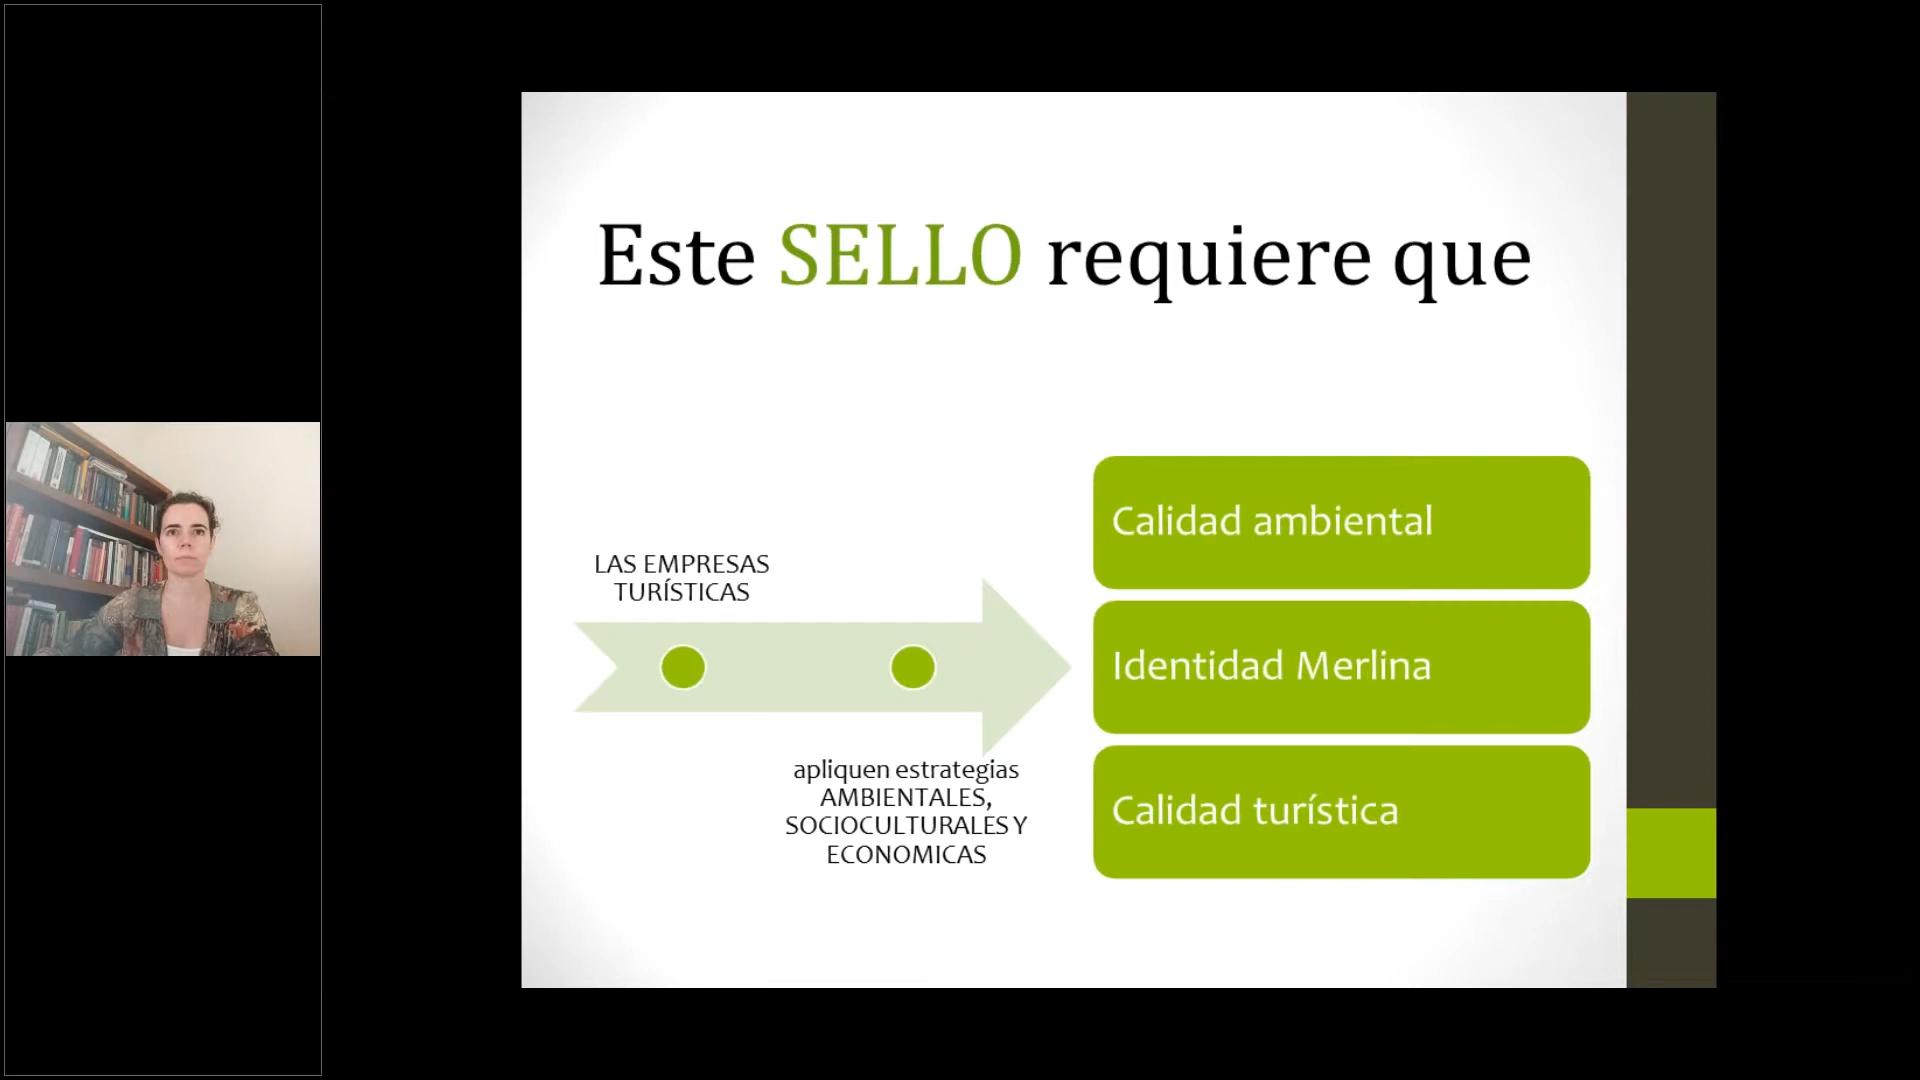 Este SELLO requiere que
LAS EMPRESAS
TURÍSTICAS
apliquen estrategias
AMBIENTALES,
SOCIOCULTURALES Y
ECONOMICAS
Calidad ambiental
Identidad Merlina
Calidad turística